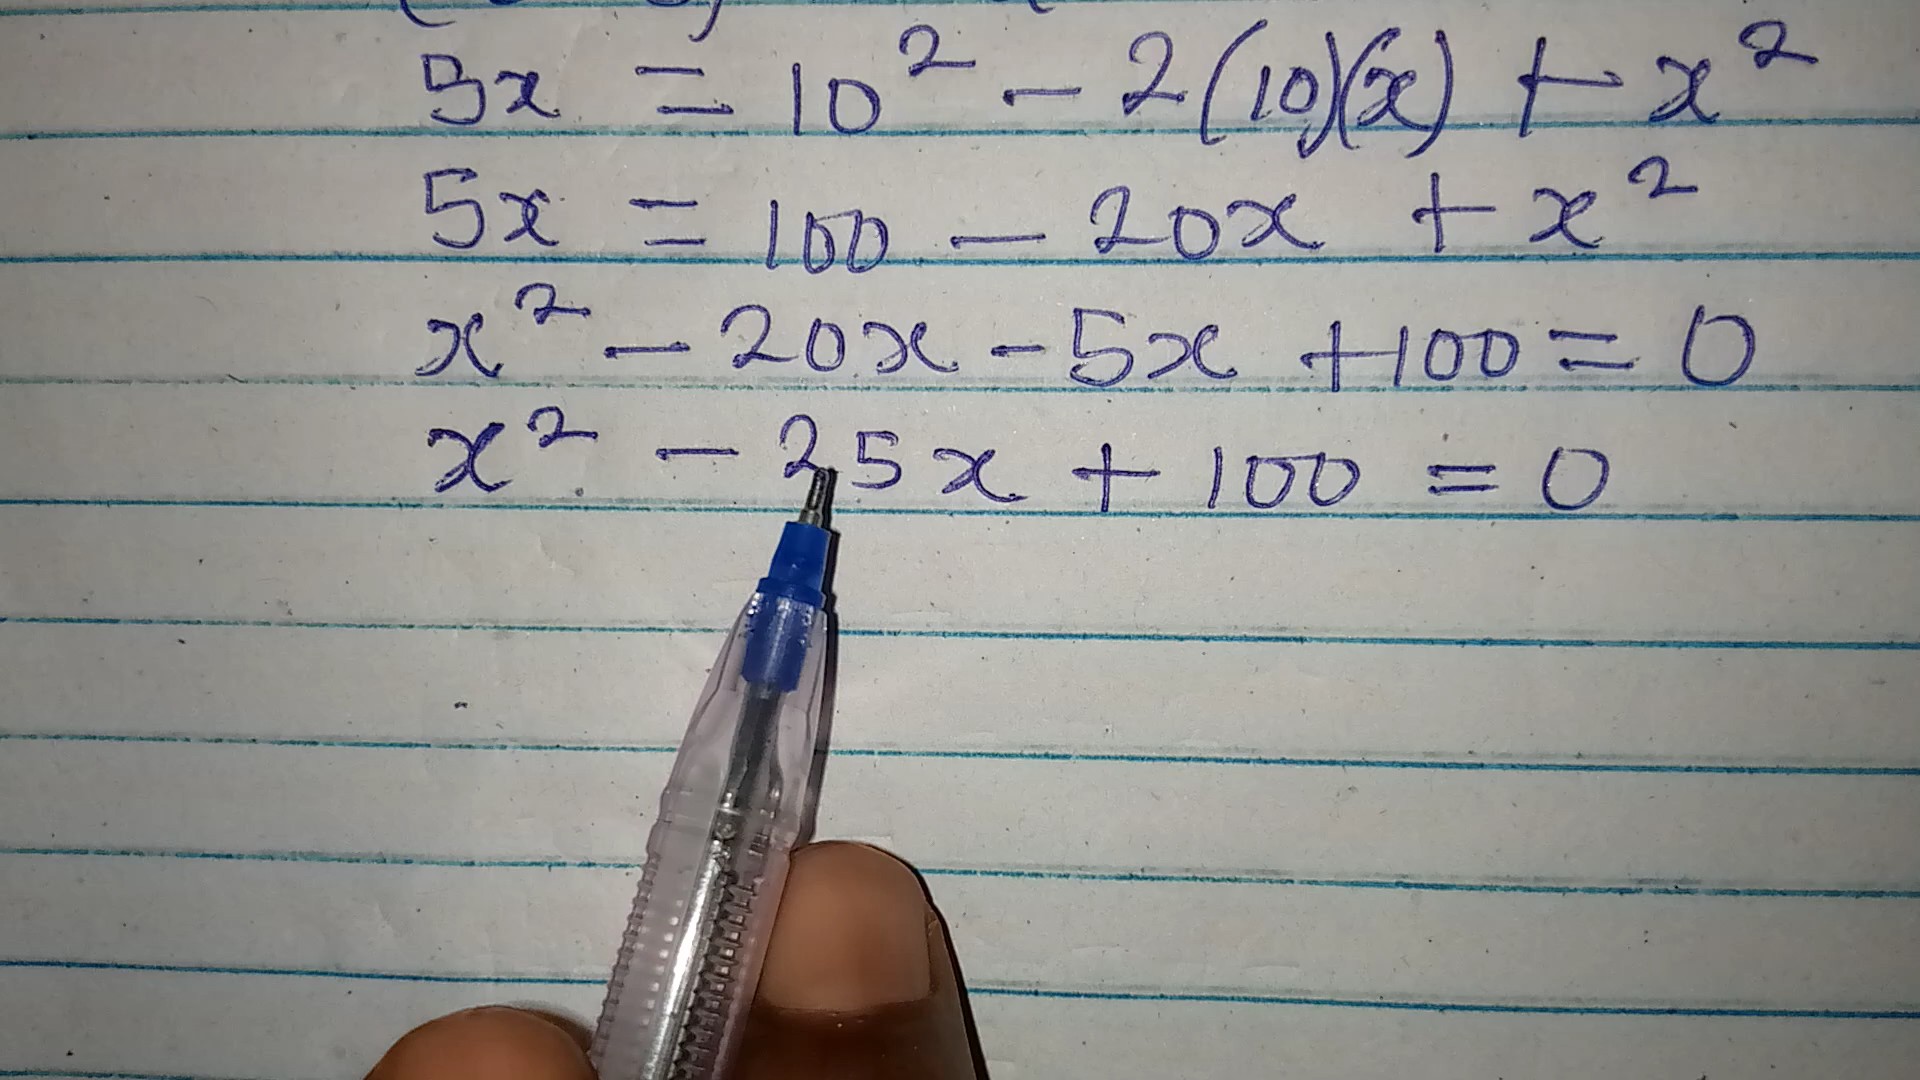 5x = 10² - 2(10)(x) + x²
5x = 100 - 20x + x²
x² - 20x - 5x + 100 = 0
x² - 25x + 100 = 0